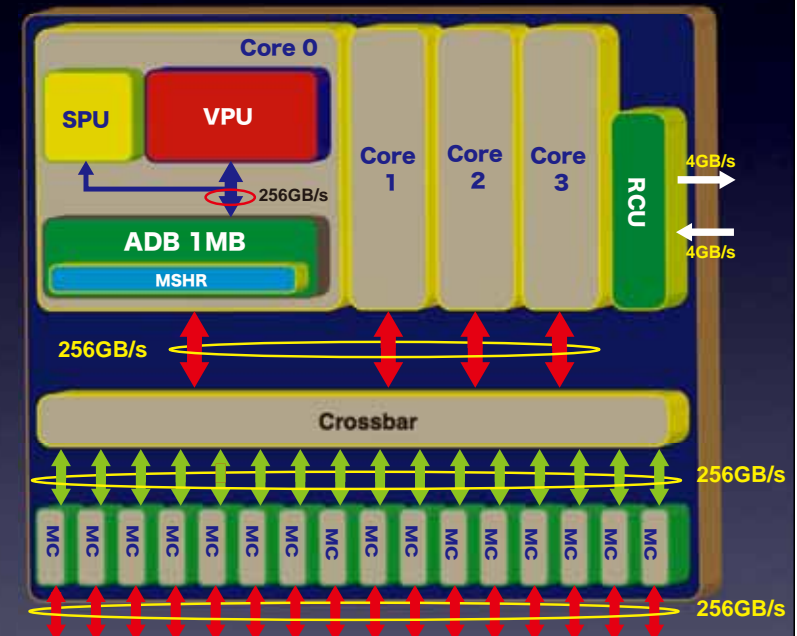 Core 0
SPU
VPU
256GB/s
ADB 1MB
MSHR
Core
1
Core
2
Core
3
RCU
4GB/s
4GB/s
256GB/s
Crossbar
256GB/s
MC MC MC MC MC MC MC MC MC MC MC MC MC MC MC MC
256GB/s